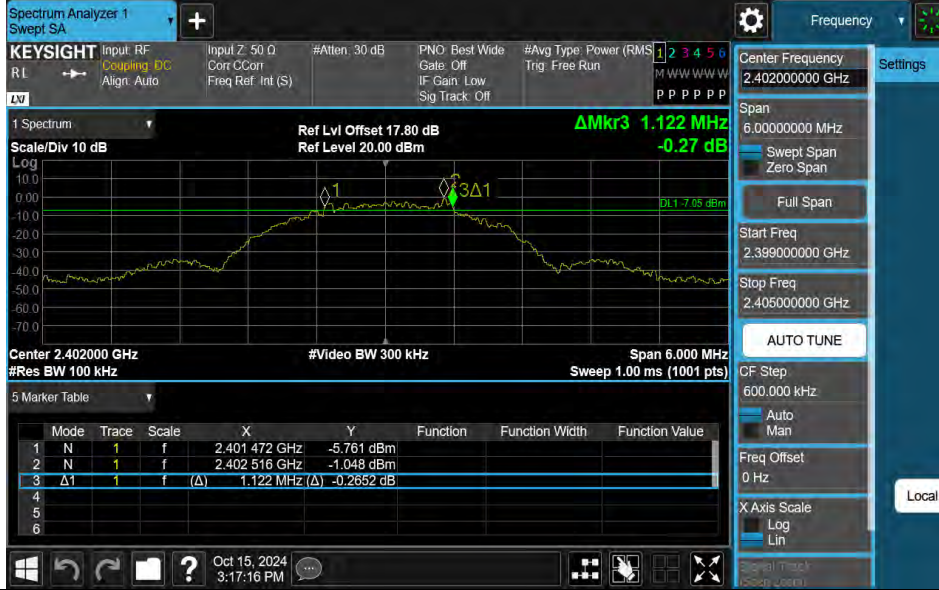 Spectrum Analyzer 1
Swept SA
+
Frequency
KEYSIGHT
RL
LXI
Input: RF
Coupling: DC
Align: Auto
Input Z: 50 Ω
Corr CCorr
Freq Ref: Int (S)
#Atten: 30 dB
PNO: Best Wide
Gate: Off
IF Gain: Low
Sig Track: Off
#Avg Type: Power (RMS
Trig: Free Run
1 2 3 4 5 6
M W W W W W
P P P P P P
1 Spectrum
Scale/Div 10 dB
Ref Lvl Offset 17.80 dB
Ref Level 20.00 dBm
ΔMkr3 1.122 MHz
-0.27 dB
Log
10.0
0.00
-10.0
-20.0
-30.0
-40.0
-50.0
-60.0
-70.0
1
3Δ1
DL1 -7.05 dBm
Center 2.402000 GHz
#Res BW 100 kHz
#Video BW 300 kHz
Span 6.000 MHz
Sweep 1.00 ms (1001 pts)
5 Marker Table
Mode Trace Scale X Y Function Function Width Function Value
1 N 1 f 2.401 472 GHz -5.761 dBm
2 N 1 f 2.402 516 GHz -1.048 dBm
3 Δ1 1 f (Δ) 1.122 MHz (Δ) -0.2652 dB
4
5
6
?
Oct 15, 2024
3:17:16 PM
Center Frequency
2.402000000 GHz
Span
6.00000000 MHz
Swept Span
Zero Span
Full Span
Start Freq
2.399000000 GHz
Stop Freq
2.405000000 GHz
AUTO TUNE
CF Step
600.000 kHz
Auto
Man
Freq Offset
0 Hz
X Axis Scale
Log
Lin
Signal Track
(Span Zoom)
Settings
Local